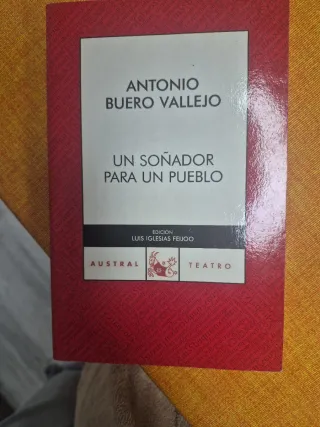 ANTONIO
BUERO VALLEJO
UN SOÑADOR
PARA UN PUEBLO
EDICIÓN
LUIS IGLESIAS FEIJOO
AUSTRAL TEATRO